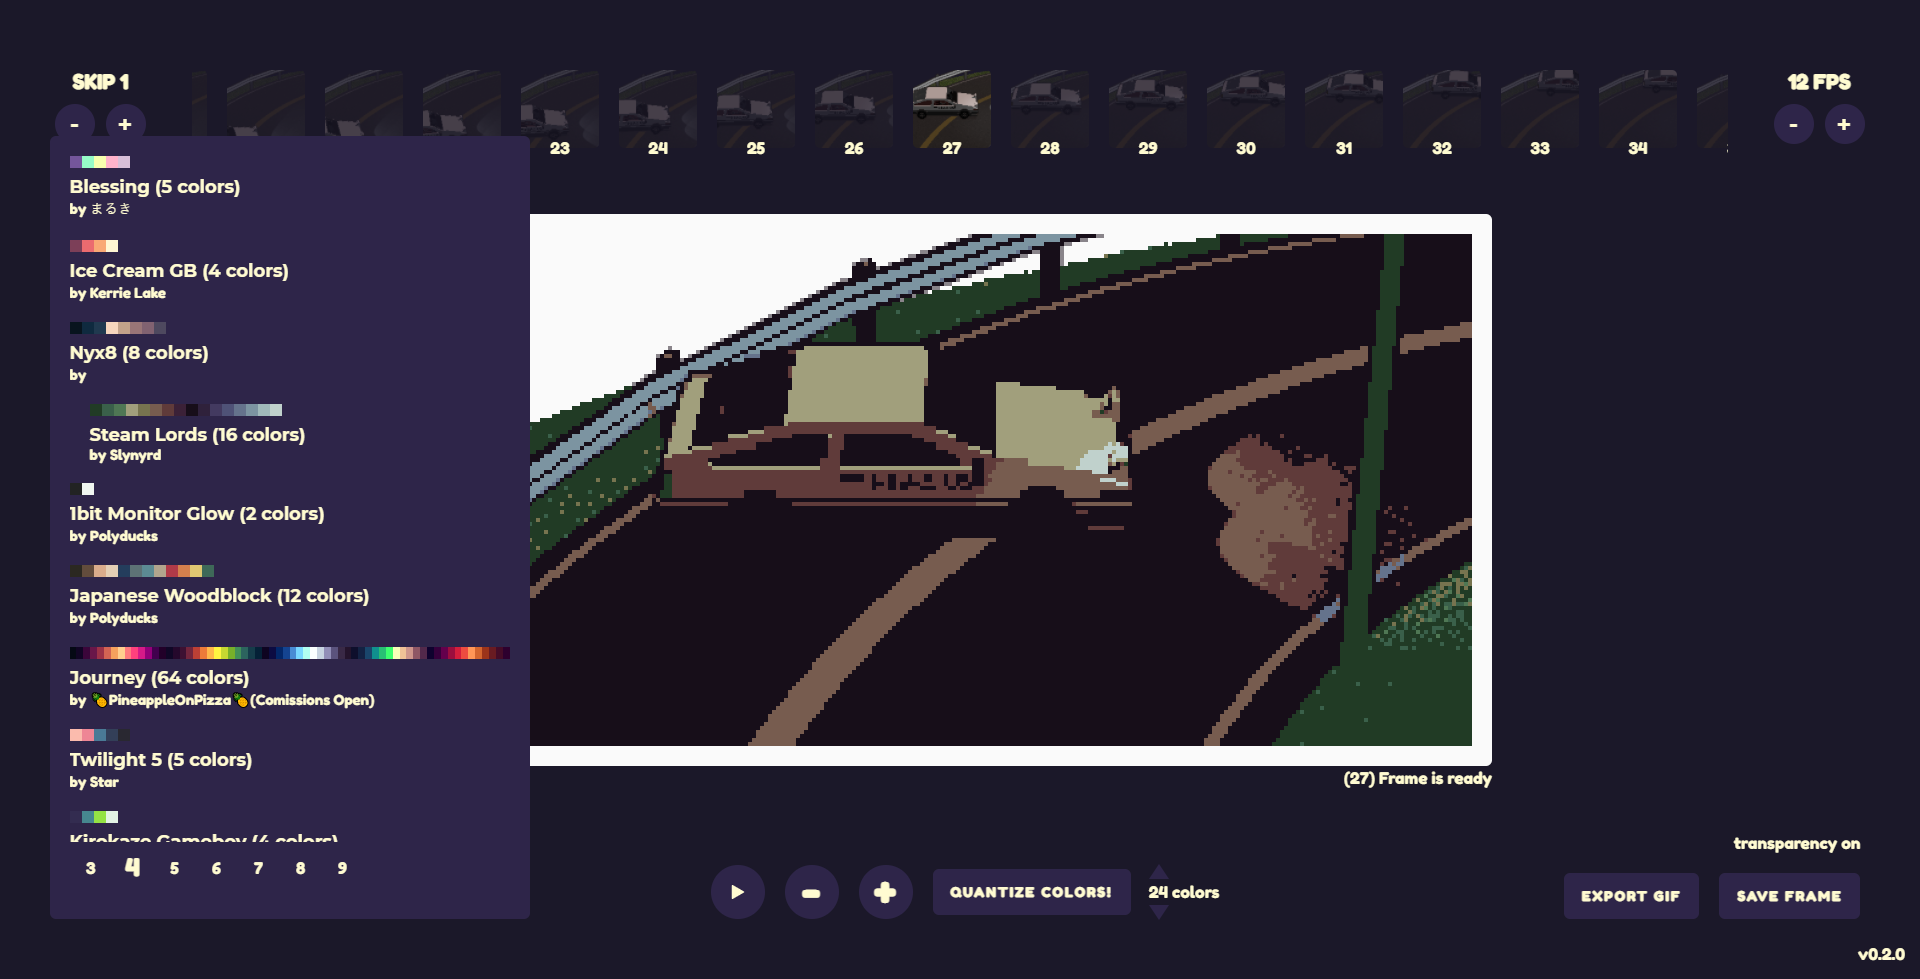 SKIP 1
- +
12 FPS
- +
23 24 25 26 27 28 29 30 31 32 33 34
Blessing (5 colors)
by まるき
Ice Cream GB (4 colors)
by Kerrie Lake
Nyx8 (8 colors)
by
Steam Lords (16 colors)
by Slynyrd
1bit Monitor Glow (2 colors)
by Polyducks
Japanese Woodblock (12 colors)
by Polyducks
Journey (64 colors)
by 🍍PineappleOnPizza🍍(Comissions Open)
Twilight 5 (5 colors)
by Star
Kirokaze Gameboy (4 colors)
3 4 5 6 7 8 9
(27) Frame is ready
QUANTIZE COLORS!
24 colors
transparency on
EXPORT GIF
SAVE FRAME
v0.2.0